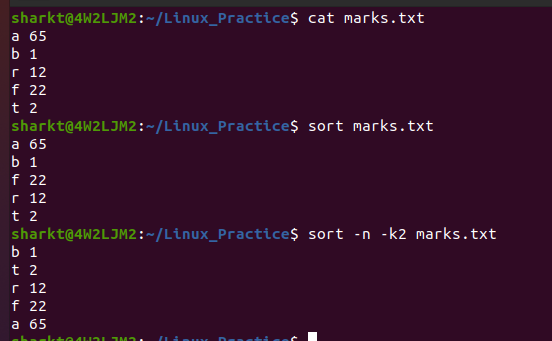 sharkt@4W2LJM2:~/Linux_Practice$ cat marks.txt
a 65
b 1
r 12
f 22
t 2
sharkt@4W2LJM2:~/Linux_Practice$ sort marks.txt
a 65
b 1
f 22
r 12
t 2
sharkt@4W2LJM2:~/Linux_Practice$ sort -n -k2 marks.txt
b 1
t 2
r 12
f 22
a 65
sharkt@4W2LJM2:~/Linux_Practice$